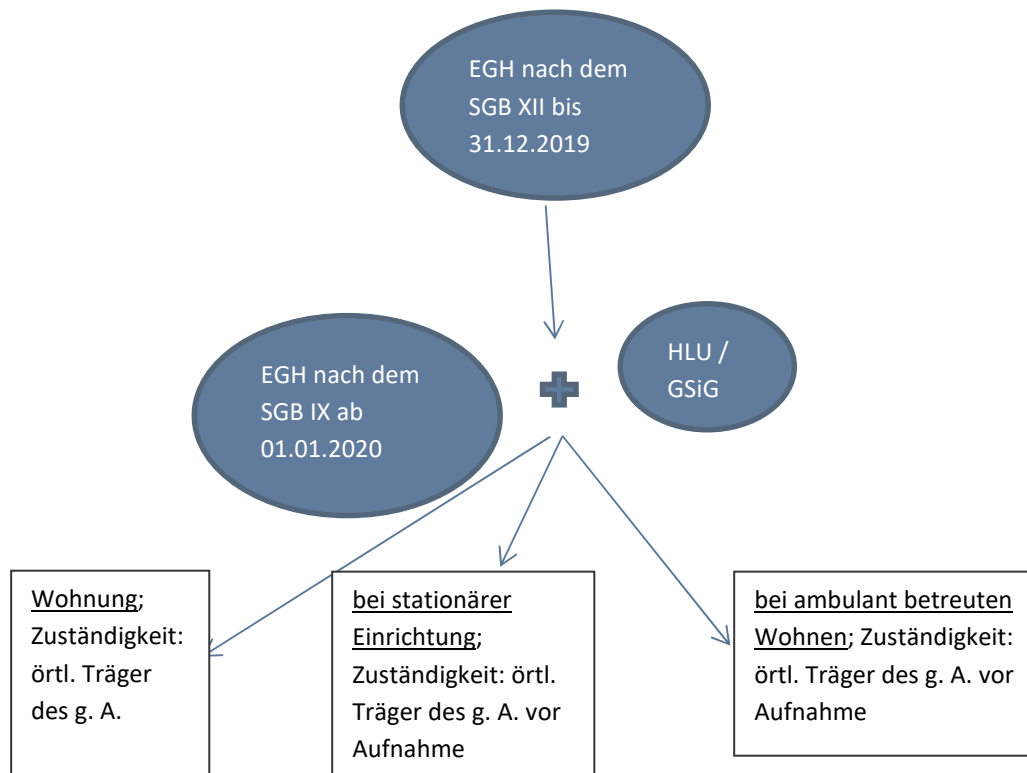 EGH nach dem
SGB XII bis
31.12.2019
EGH nach dem
SGB IX ab
01.01.2020
HLU /
GSiG
Wohnung;
Zuständigkeit:
örtl. Träger
des g. A.
bei stationärer
Einrichtung;
Zuständigkeit: örtl.
Träger des g. A. vor
Aufnahme
bei ambulant betreuten
Wohnen; Zuständigkeit:
örtl. Träger des g. A. vor
Aufnahme